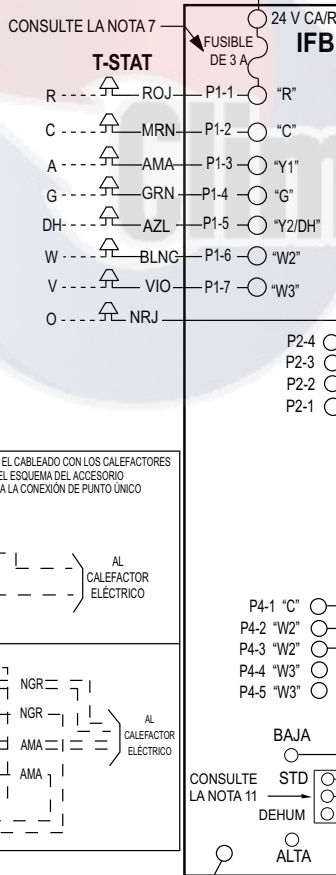 24 V CA/R
CONSULTE LA NOTA 7
FUSIBLE
DE 3 A
IFB
T-STAT
R ROJ P1-1 "R"
C MRN P1-2 "C"
A AMA P1-3 "Y1"
G GRN P1-4 "G"
DH AZL P1-5 "Y2/DH"
W BLNC P1-6 "W2"
V VIO P1-7 "W3"
O NRJ
P2-4
P2-3
P2-2
P2-1
EL CABLEADO CON LOS CALEFACTORES
EL ESQUEMA DEL ACCESORIO
A LA CONEXIÓN DE PUNTO ÚNICO
AL
CALEFACTOR
ELÉCTRICO
P4-1 "C"
P4-2 "W2"
P4-3 "W2"
P4-4 "W3"
P4-5 "W3"
NGR
NGR
AMA
AMA
AL
CALEFACTOR
ELÉCTRICO
BAJA
CONSULTE
LA NOTA 11
STD
DEHUM
ALTA